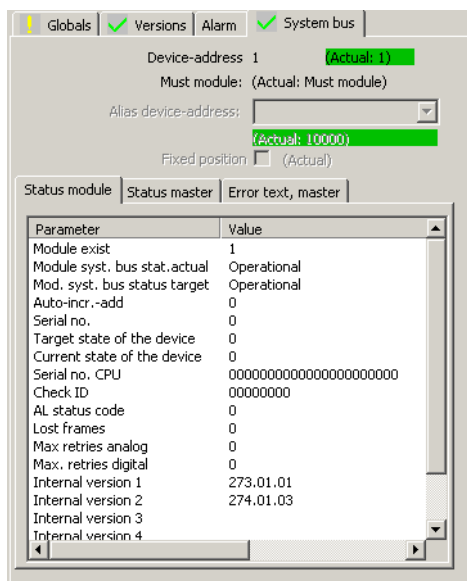 Globals Versions Alarm System bus
Device-address 1 (Actual: 1)
Must module: (Actual: Must module)
Alias device-address:
(Actual: 10000)
Fixed position (Actual)
Status module Status master Error text, master
Parameter Value
Module exist 1
Module syst. bus stat.actual Operational
Mod. syst. bus status target Operational
Auto-incr.-add 0
Serial no. 0
Target state of the device 0
Current state of the device 0
Serial no. CPU 0000000000000000000000
Check ID 00000000
AL status code 0
Lost frames 0
Max retries analog 0
Max. retries digital 0
Internal version 1 273.01.01
Internal version 2 274.01.03
Internal version 3
Internal version 4